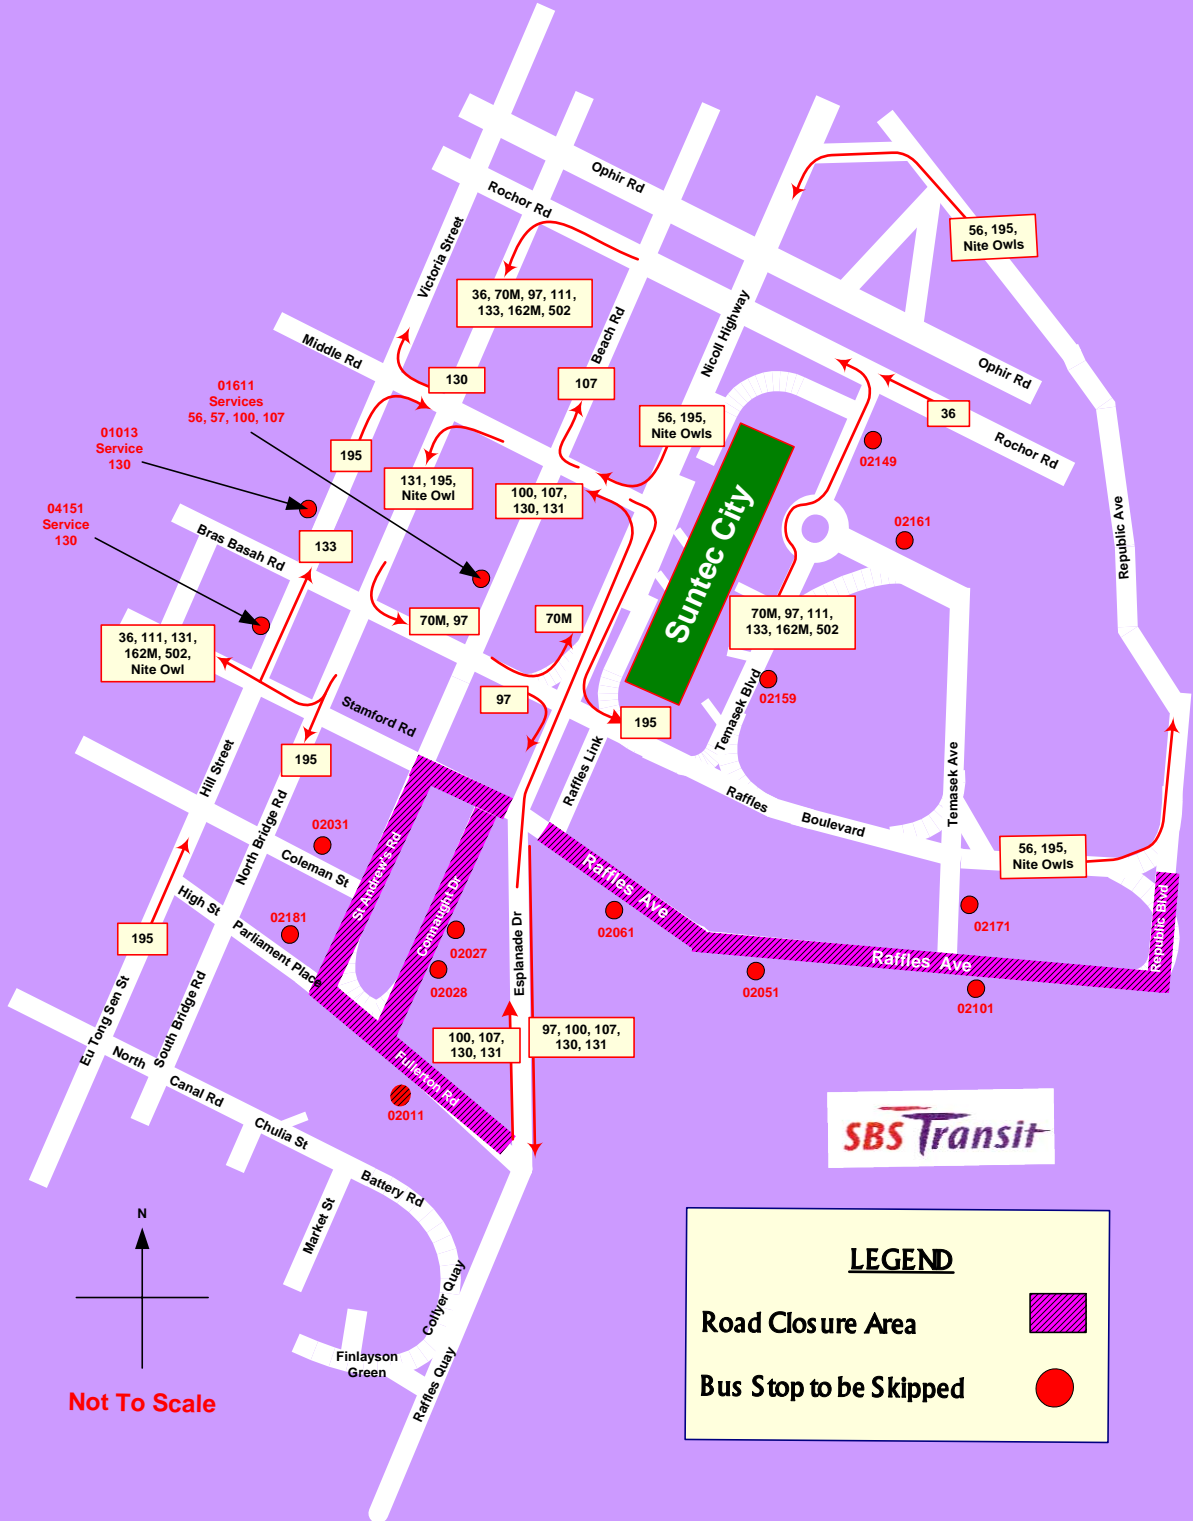 Ophir Rd
Rochor Rd
56, 195,
Nite Owls
Victoria Street
36, 70M, 97, 111,
133, 162M, 502
Beach Rd
Nicoll Highway
Middle Rd
Ophir Rd
130
107
36
01611
Services
56, 57, 100, 107
56, 195,
Nite Owls
Rochor Rd
01013
Service
130
195
02149
131, 195,
Nite Owl
100, 107,
130, 131
04151
Service
130
Bras Basah Rd
133
02161
Republic Ave
Suntec City
36, 111, 131,
162M, 502,
Nite Owl
70M, 97
70M
70M, 97, 111,
133, 162M, 502
02159
97
195
Stamford Rd
Temasek Blvd
195
Hill Street
Raffles Link
Raffles
Boulevard
Temasek Ave
North Bridge Rd
02031
Coleman St
St Andrew's Rd
56, 195,
Nite Owls
Raffles Ave
High St
Parliament Place
Connaught Dr
02181
195
02027
02028
02061
02171
Republic Blvd
Esplanade Dr
Raffles Ave
02051
02101
Eu Tong Sen St
South Bridge Rd
North
Canal Rd
100, 107,
130, 131
97, 100, 107,
130, 131
Fullerton Rd
02011
Chulia St
SBS Transit
Battery Rd
Market St
N
Collyer Quay
Finlayson
Green
Raffles Quay
Not To Scale
LEGEND
Road Closure Area
Bus Stop to be Skipped